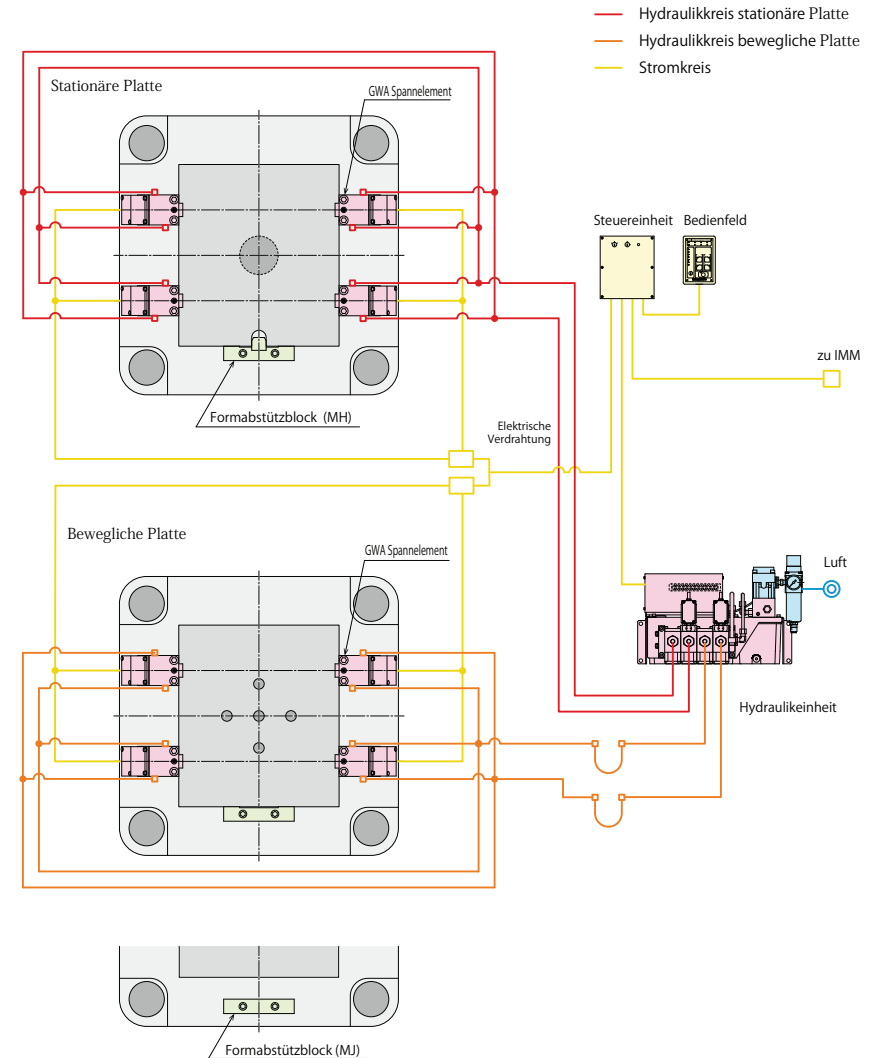 Hydraulikkreis stationäre Platte
Hydraulikkreis bewegliche Platte
Stromkreis
Stationäre Platte
GWA Spannelement
Steuereinheit
Bedienfeld
zu IMM
Formabstützblock (MH)
Elektrische
Verdrahtung
Bewegliche Platte
GWA Spannelement
Luft
Hydraulikeinheit
Formabstützblock (MJ)